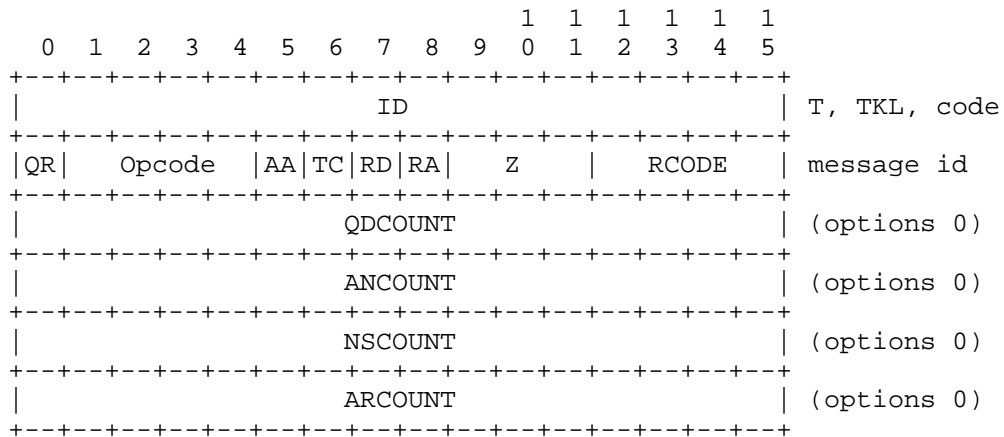 1  1  1  1  1  1
  0  1  2  3  4  5  6  7  8  9  0  1  2  3  4  5
+--+--+--+--+--+--+--+--+--+--+--+--+--+--+--+--+
|                      ID                       | T, TKL, code
+--+--+--+--+--+--+--+--+--+--+--+--+--+--+--+--+
|QR|   Opcode  |AA|TC|RD|RA|   Z    |   RCODE   | message id
+--+--+--+--+--+--+--+--+--+--+--+--+--+--+--+--+
|                    QDCOUNT                    | (options 0)
+--+--+--+--+--+--+--+--+--+--+--+--+--+--+--+--+
|                    ANCOUNT                    | (options 0)
+--+--+--+--+--+--+--+--+--+--+--+--+--+--+--+--+
|                    NSCOUNT                    | (options 0)
+--+--+--+--+--+--+--+--+--+--+--+--+--+--+--+--+
|                    ARCOUNT                    | (options 0)
+--+--+--+--+--+--+--+--+--+--+--+--+--+--+--+--+